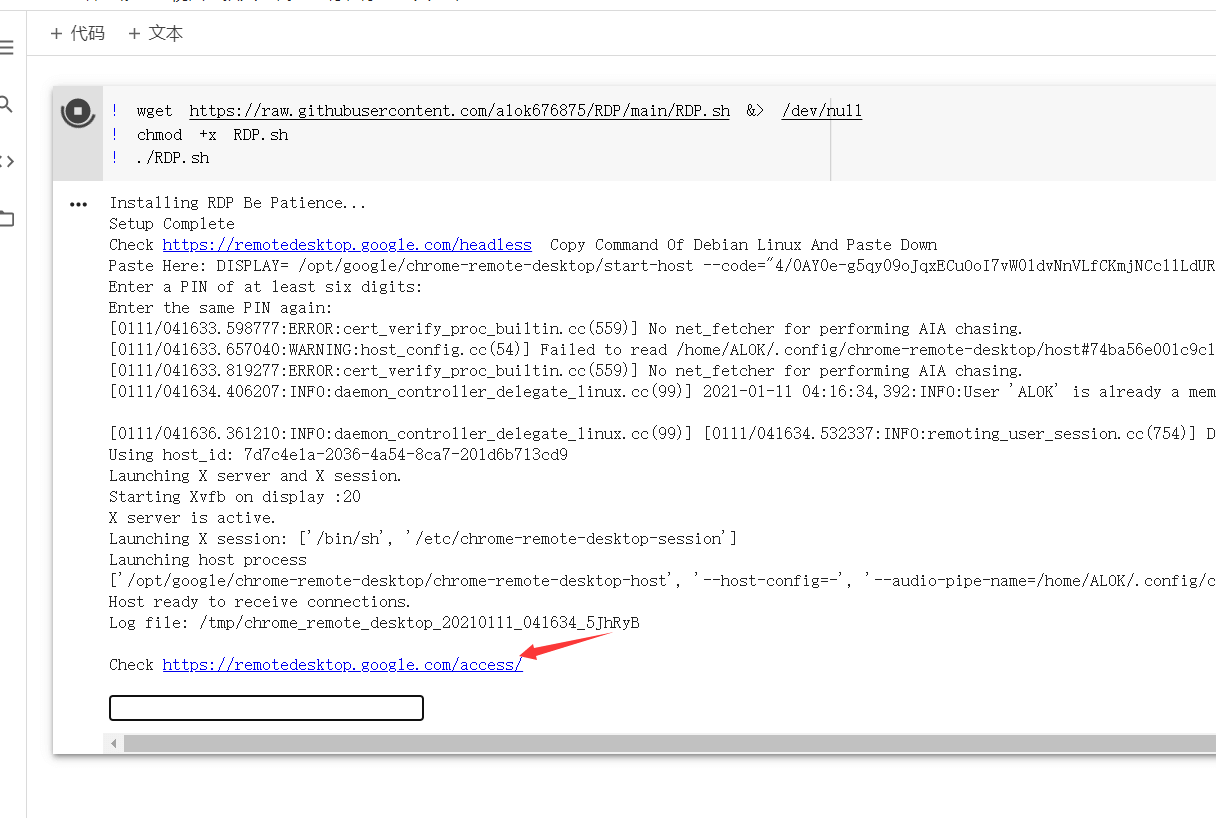 + 代码 + 文本
! wget https://raw.githubusercontent.com/alok676875/RDP/main/RDP.sh &> /dev/null
! chmod +x RDP.sh
! ./RDP.sh
Installing RDP Be Patience...
Setup Complete
Check https://remotedesktop.google.com/headless Copy Command Of Debian Linux And Paste Down
Paste Here: DISPLAY= /opt/google/chrome-remote-desktop/start-host --code="4/0AY0e-g5qy09oJqxECu0oI7vW0ldvNnVLfCKmjNCcl1LdUR
Enter a PIN of at least six digits:
Enter the same PIN again:
[0111/041633.598777:ERROR:cert_verify_proc_builtin.cc(559)] No net_fetcher for performing AIA chasing.
[0111/041633.657040:WARNING:host_config.cc(54)] Failed to read /home/ALOK/.config/chrome-remote-desktop/host#74ba56e001c9c1
[0111/041633.819277:ERROR:cert_verify_proc_builtin.cc(559)] No net_fetcher for performing AIA chasing.
[0111/041634.406207:INFO:daemon_controller_delegate_linux.cc(99)] 2021-01-11 04:16:34,392:INFO:User 'ALOK' is already a mem
[0111/041636.361210:INFO:daemon_controller_delegate_linux.cc(99)] [0111/041634.532337:INFO:remoting_user_session.cc(754)] D
Using host_id: 7d7c4e1a-2036-4a54-8ca7-201d6b713cd9
Launching X server and X session.
Starting Xvfb on display :20
X server is active.
Launching X session: ['/bin/sh', '/etc/chrome-remote-desktop-session']
Launching host process
['/opt/google/chrome-remote-desktop/chrome-remote-desktop-host', '--host-config=-', '--audio-pipe-name=/home/ALOK/.config/c
Host ready to receive connections.
Log file: /tmp/chrome_remote_desktop_20210111_041634_5JhRyB
Check https://remotedesktop.google.com/access/